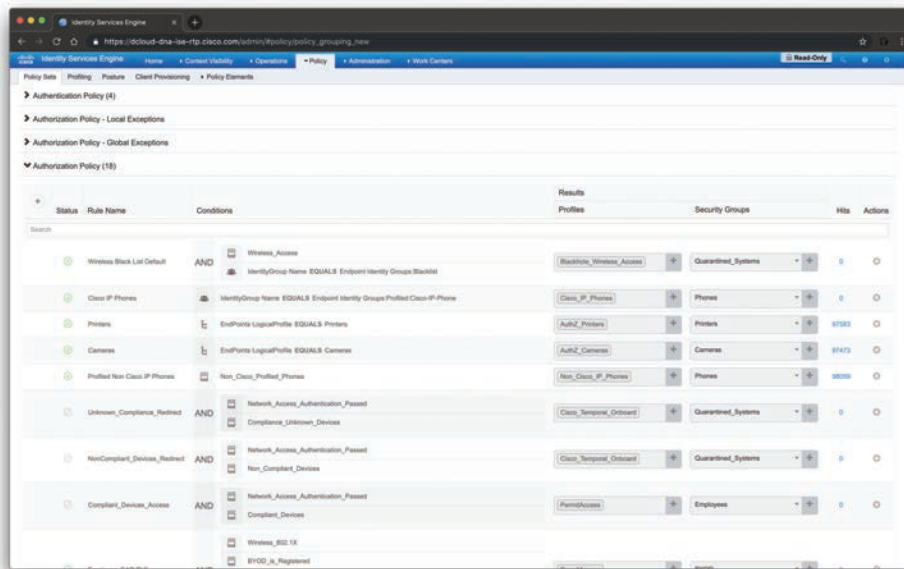 Identity Services Engine
https://dcloud-dna-ise-rtp.cisco.com/admin/#policy/policy_grouping_new
Identity Services Engine Home Context Visibility Operations Policy Administration Work Centers Read-Only
Policy Sets Profiling Posture Client Provisioning Policy Elements
Authentication Policy (4)
Authorization Policy - Local Exceptions
Authorization Policy - Global Exceptions
Authorization Policy (18)
Results
Status Rule Name Conditions Profiles Security Groups Hits Actions
Search
Wireless Black List Default AND Wireless_Access Blackhole_Wireless_Access Quarantined_Systems 0
IdentityGroup Name EQUALS Endpoint Identity Groups:Blacklist
Cisco IP Phones IdentityGroup Name EQUALS Endpoint Identity Groups:Profiled:Cisco-IP-Phone Cisco_IP_Phones Phones 0
Printers EndPoints LogicalProfile EQUALS Printers AuthZ_Printers Printers 97583
Cameras EndPoints LogicalProfile EQUALS Cameras AuthZ_Cameras Cameras 97473
Profiled Non Cisco IP Phones Non_Cisco_Profiled_Phones Non_Cisco_IP_Phones Phones
Unknown_Compliance_Redirect AND Network_Access_Authentication_Passed Cisco_Temporal_Onboard Quarantined_Systems 0
Compliance_Unknown_Devices
NonCompliant_Devices_Redirect AND Network_Access_Authentication_Passed Cisco_Temporal_Onboard Quarantined_Systems 0
Non_Compliant_Devices
Compliant_Devices_Access AND Network_Access_Authentication_Passed PermitAccess Employees 0
Compliant_Devices
Wireless_802.1X
BYOD_is_Registered